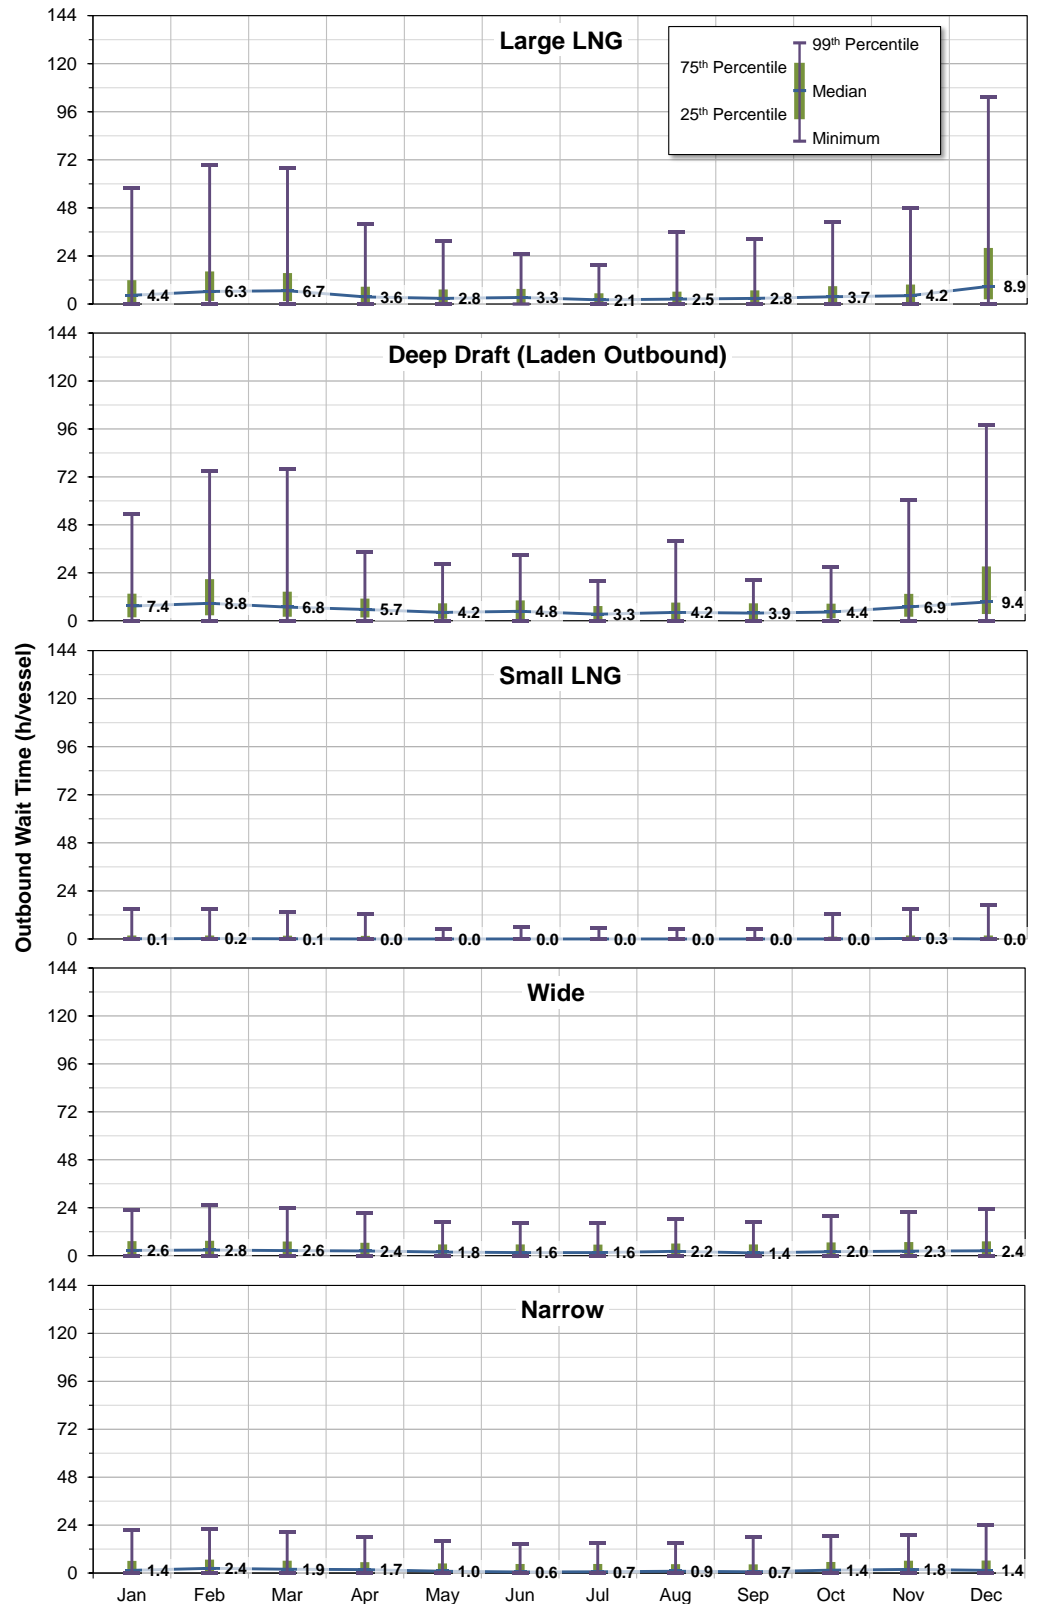 Outbound Wait Time (h/vessel)
Large LNG
99th Percentile
75th Percentile
Median
25th Percentile
Minimum
144
120
96
72
48
24
0
4.4 6.3 6.7 3.6 2.8 3.3 2.1 2.5 2.8 3.7 4.2 8.9
Deep Draft (Laden Outbound)
144
120
96
72
48
24
0
7.4 8.8 6.8 5.7 4.2 4.8 3.3 4.2 3.9 4.4 6.9 9.4
Small LNG
144
120
96
72
48
24
0
0.1 0.2 0.1 0.0 0.0 0.0 0.0 0.0 0.0 0.0 0.3 0.0
Wide
144
120
96
72
48
24
0
2.6 2.8 2.6 2.4 1.8 1.6 1.6 2.2 1.4 2.0 2.3 2.4
Narrow
144
120
96
72
48
24
0
1.4 2.4 1.9 1.7 1.0 0.6 0.7 0.9 0.7 1.4 1.8 1.4
Jan Feb Mar Apr May Jun Jul Aug Sep Oct Nov Dec